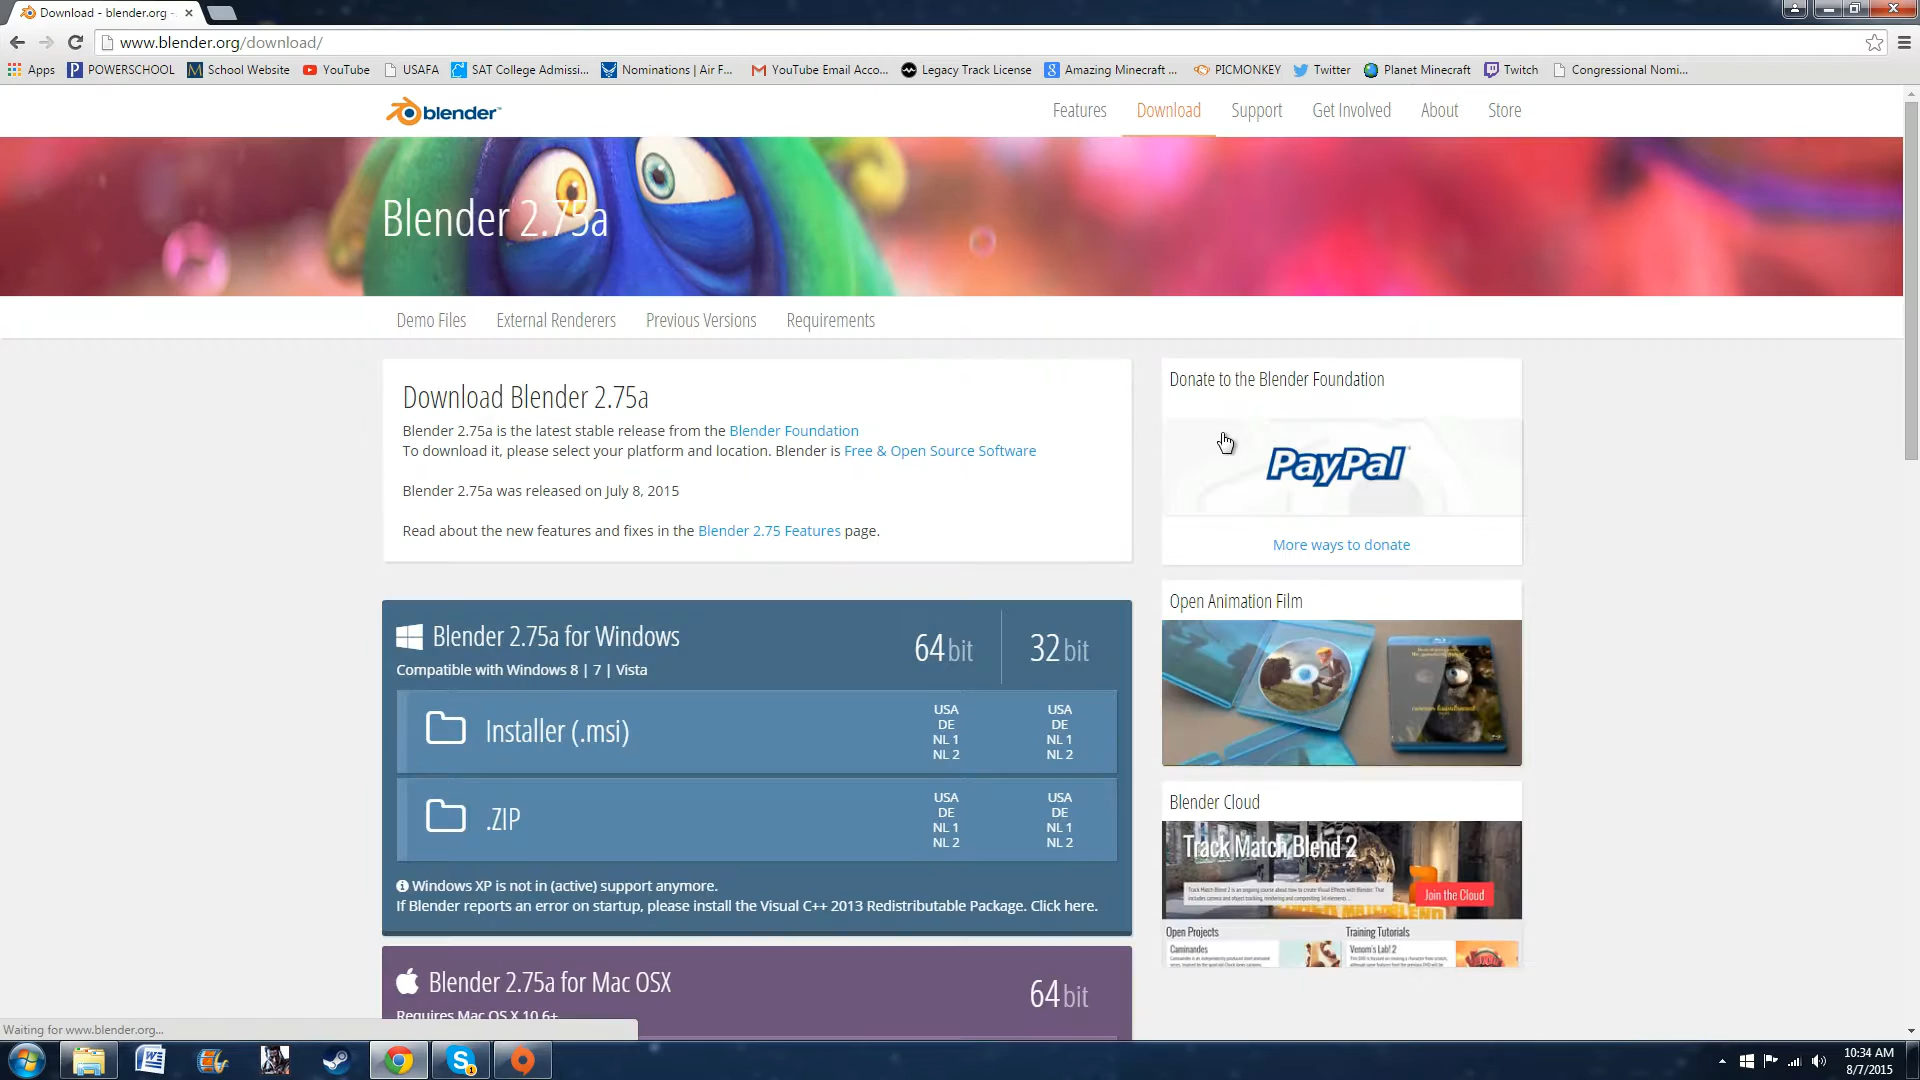 Download - blender.org -
www.blender.org/download/
Apps POWERSCHOOL School Website YouTube USAFA SAT College Admissi... Nominations | Air F... YouTube Email Acco... Legacy Track License Amazing Minecraft ... PICMONKEY Twitter Planet Minecraft Twitch Congressional Nomi...
blender
Features Download Support Get Involved About Store
Blender 2.75a
Demo Files External Renderers Previous Versions Requirements
Download Blender 2.75a
Blender 2.75a is the latest stable release from the Blender Foundation
To download it, please select your platform and location. Blender is Free & Open Source Software
Blender 2.75a was released on July 8, 2015
Read about the new features and fixes in the Blender 2.75 Features page.
Donate to the Blender Foundation
PayPal
More ways to donate
Open Animation Film
Blender Cloud
Track Match Blend 2
Join the Cloud
Open Projects Training Tutorials
Caminandes Venom's Lab! 2
Blender 2.75a for Windows 64 bit 32 bit
Compatible with Windows 8 | 7 | Vista
Installer (.msi)
USA USA
DE DE
NL 1 NL 1
NL 2 NL 2
.ZIP
USA USA
DE DE
NL 1 NL 1
NL 2 NL 2
Windows XP is not in (active) support anymore.
If Blender reports an error on startup, please install the Visual C++ 2013 Redistributable Package. Click here.
Blender 2.75a for Mac OSX 64 bit
Requires Mac OS X 10.6+
Waiting for www.blender.org...
10:34 AM
8/7/2015